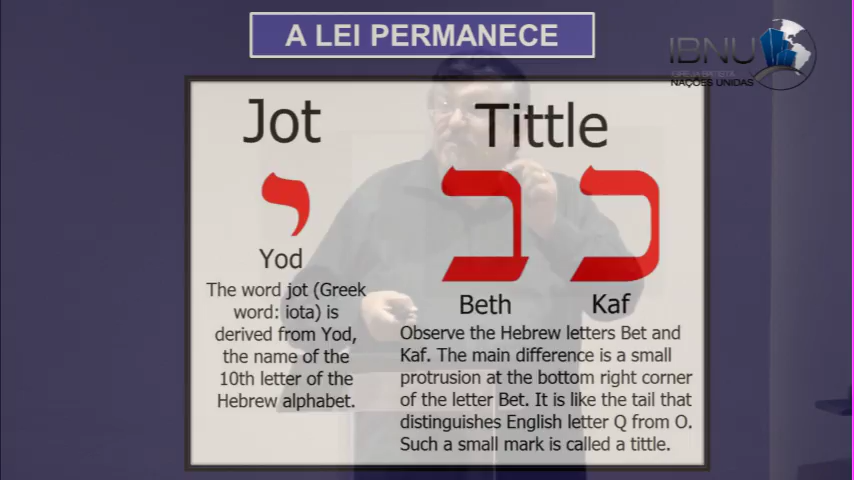 A LEI PERMANECE
IBNU
IGREJA BATISTA
NAÇÕES UNIDAS
Jot
Tittle
י
ב כ
Yod
Beth Kaf
The word jot (Greek
word: iota) is
derived from Yod,
the name of the
10th letter of the
Hebrew alphabet.
Observe the Hebrew letters Bet and
Kaf. The main difference is a small
protrusion at the bottom right corner
of the letter Bet. It is like the tail that
distinguishes English letter Q from O.
Such a small mark is called a tittle.